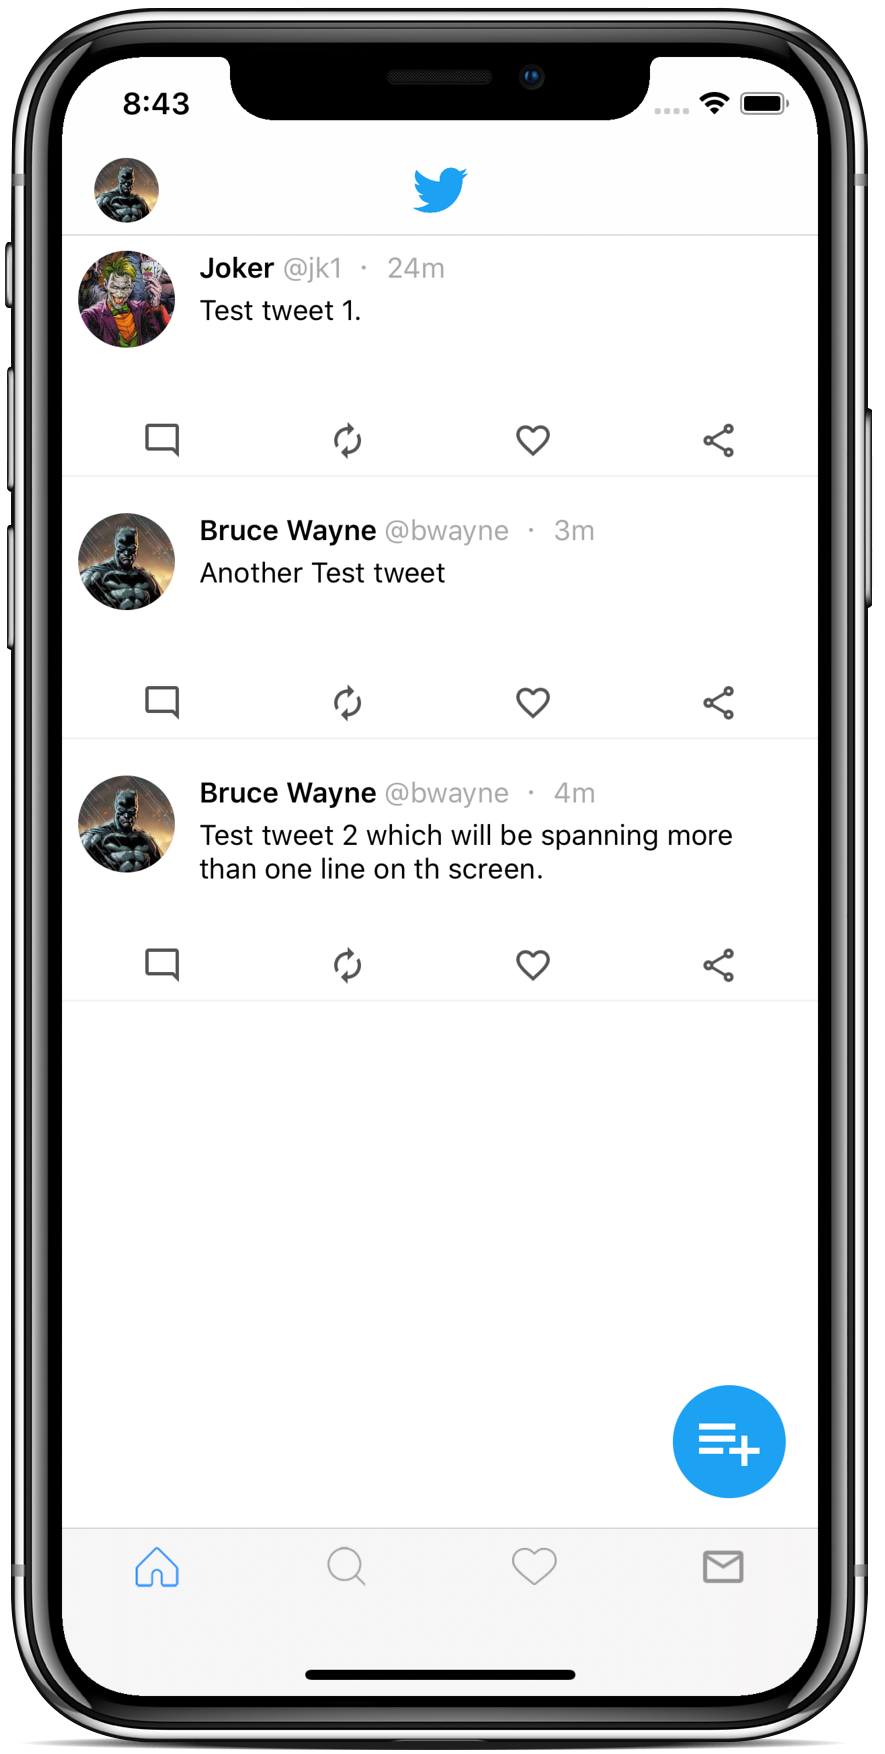 8:43
Joker @jk1 · 24m
Test tweet 1.
Bruce Wayne @bwayne · 3m
Another Test tweet
Bruce Wayne @bwayne · 4m
Test tweet 2 which will be spanning more
than one line on th screen.